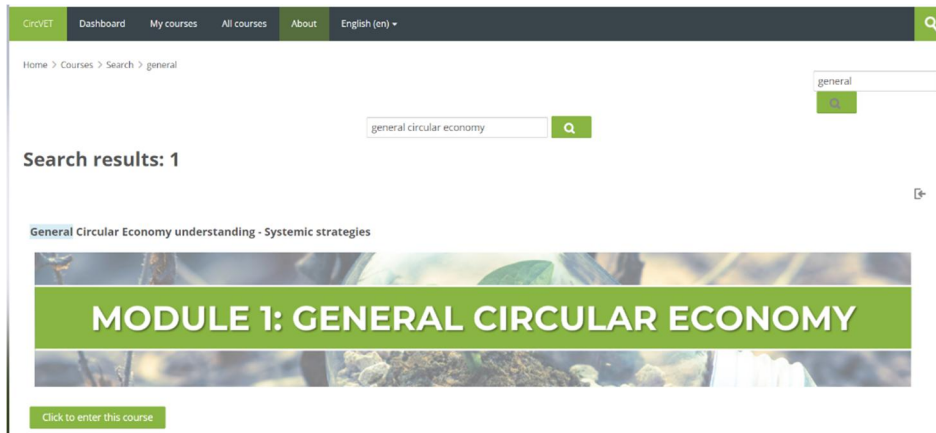 CircVET Dashboard My courses All courses About English (en)
Home > Courses > Search > general
general
general circular economy
Search results: 1
General Circular Economy understanding - Systemic strategies
MODULE 1: GENERAL CIRCULAR ECONOMY
Click to enter this course